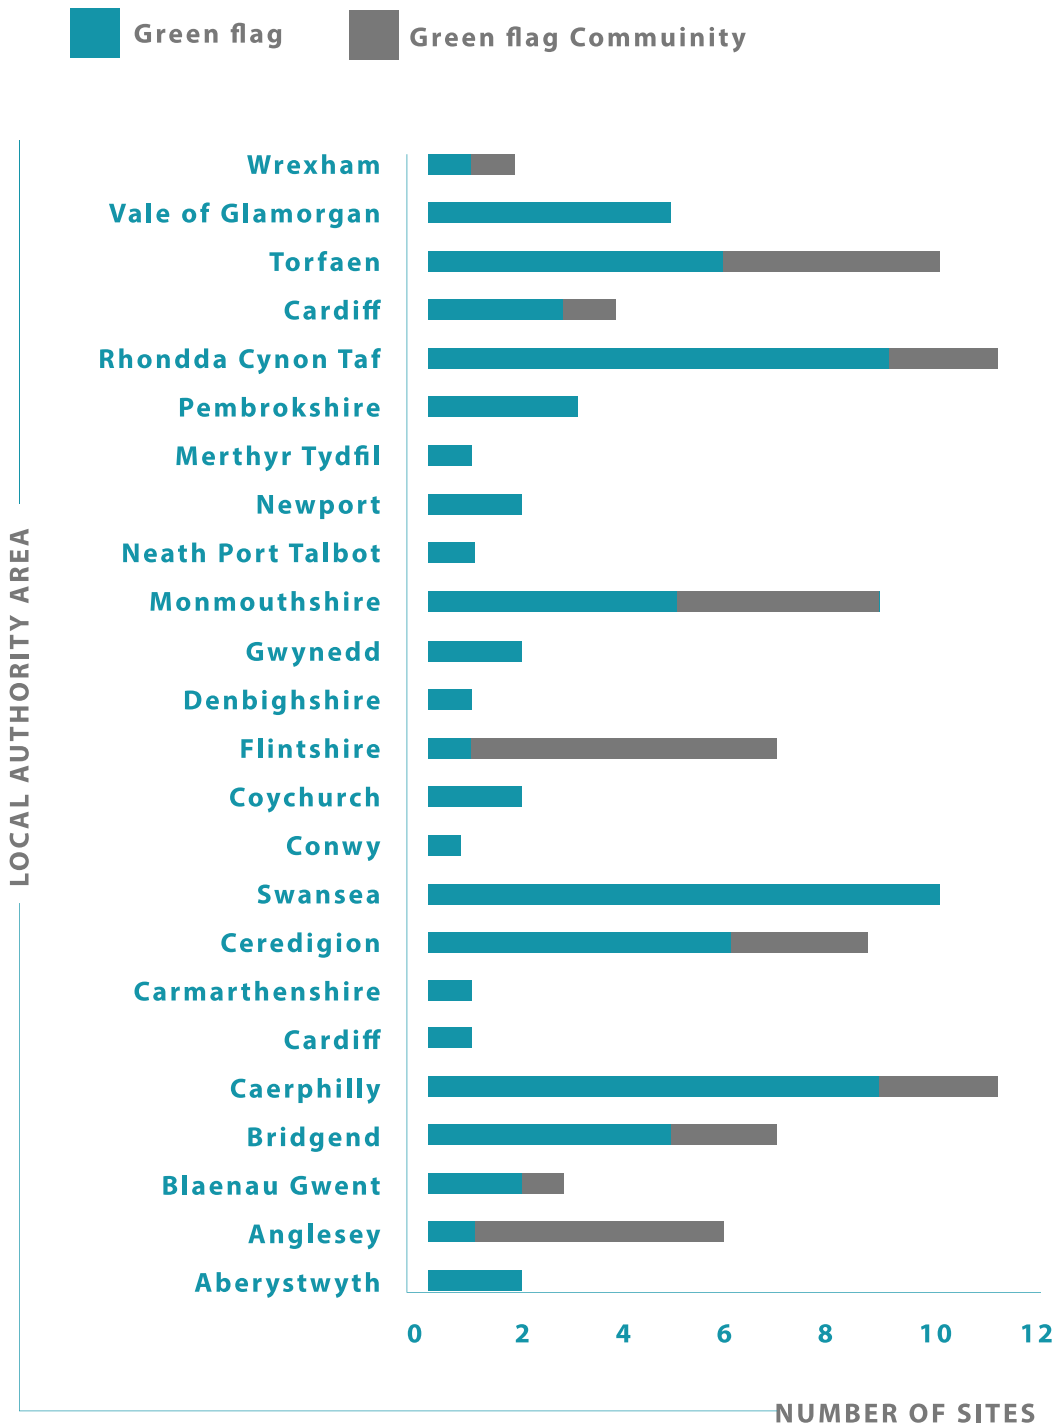 Green flag
Green flag Commuinity
Wrexham
Vale of Glamorgan
Torfaen
Cardiff
Rhondda Cynon Taf
Pembrokshire
Merthyr Tydfil
Newport
Neath Port Talbot
Monmouthshire
Gwynedd
Denbighshire
Flintshire
Coychurch
Conwy
Swansea
Ceredigion
Carmarthenshire
Cardiff
Caerphilly
Bridgend
Blaenau Gwent
Anglesey
Aberystwyth
LOCAL AUTHORITY AREA
0 2 4 6 8 10 12
NUMBER OF SITES